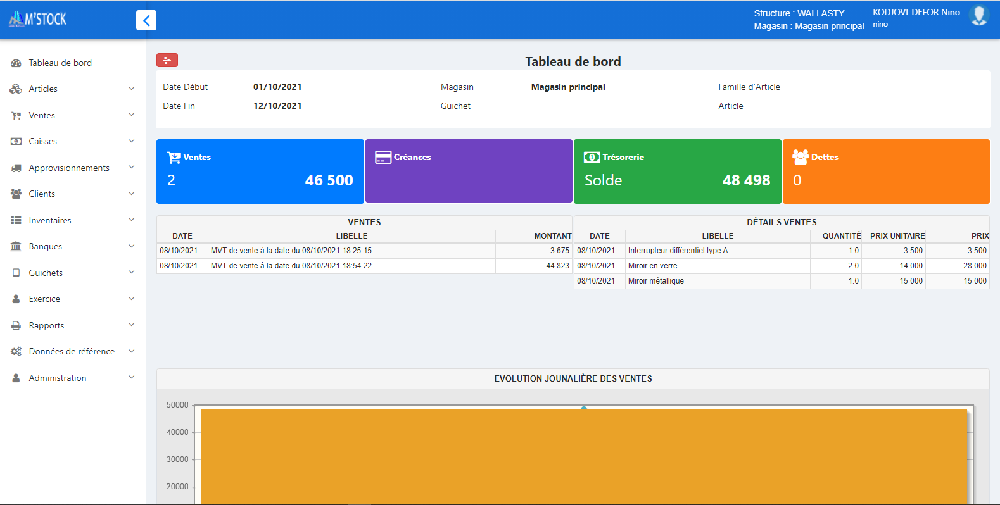 M'STOCK
Structure : WALLASTY
Magasin : Magasin principal
KODJOVI-DEFOR Nino
nino
Tableau de bord
Articles
Ventes
Caisses
Approvisionnements
Clients
Inventaires
Banques
Guichets
Exercice
Rapports
Données de référence
Administration
Tableau de bord
Date Début 01/10/2021 Magasin Magasin principal Famille d'Article
Date Fin 12/10/2021 Guichet Article
Ventes
2 46 500
Créances
Trésorerie
Solde 48 498
Dettes
0
VENTES
DATE LIBELLE MONTANT
08/10/2021 MVT de vente à la date du 08/10/2021 18:25.15 3 675
08/10/2021 MVT de vente à la date du 08/10/2021 18:54.22 44 823
DÉTAILS VENTES
DATE LIBELLE QUANTITÉ PRIX UNITAIRE PRIX
08/10/2021 Interrupteur différentiel type A 1.0 3 500 3 500
08/10/2021 Miroir en verre 2.0 14 000 28 000
08/10/2021 Miroir métallique 1.0 15 000 15 000
EVOLUTION JOUNALIÈRE DES VENTES
50000
40000
30000
20000